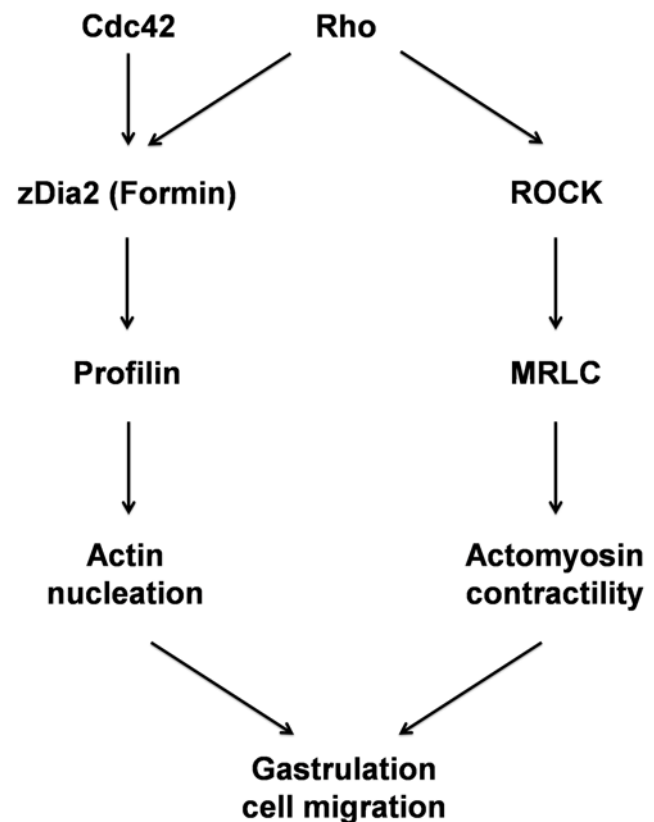 Cdc42
Rho
zDia2 (Formin)
ROCK
Profilin
MRLC
Actin
nucleation
Actomyosin
contractility
Gastrulation
cell migration